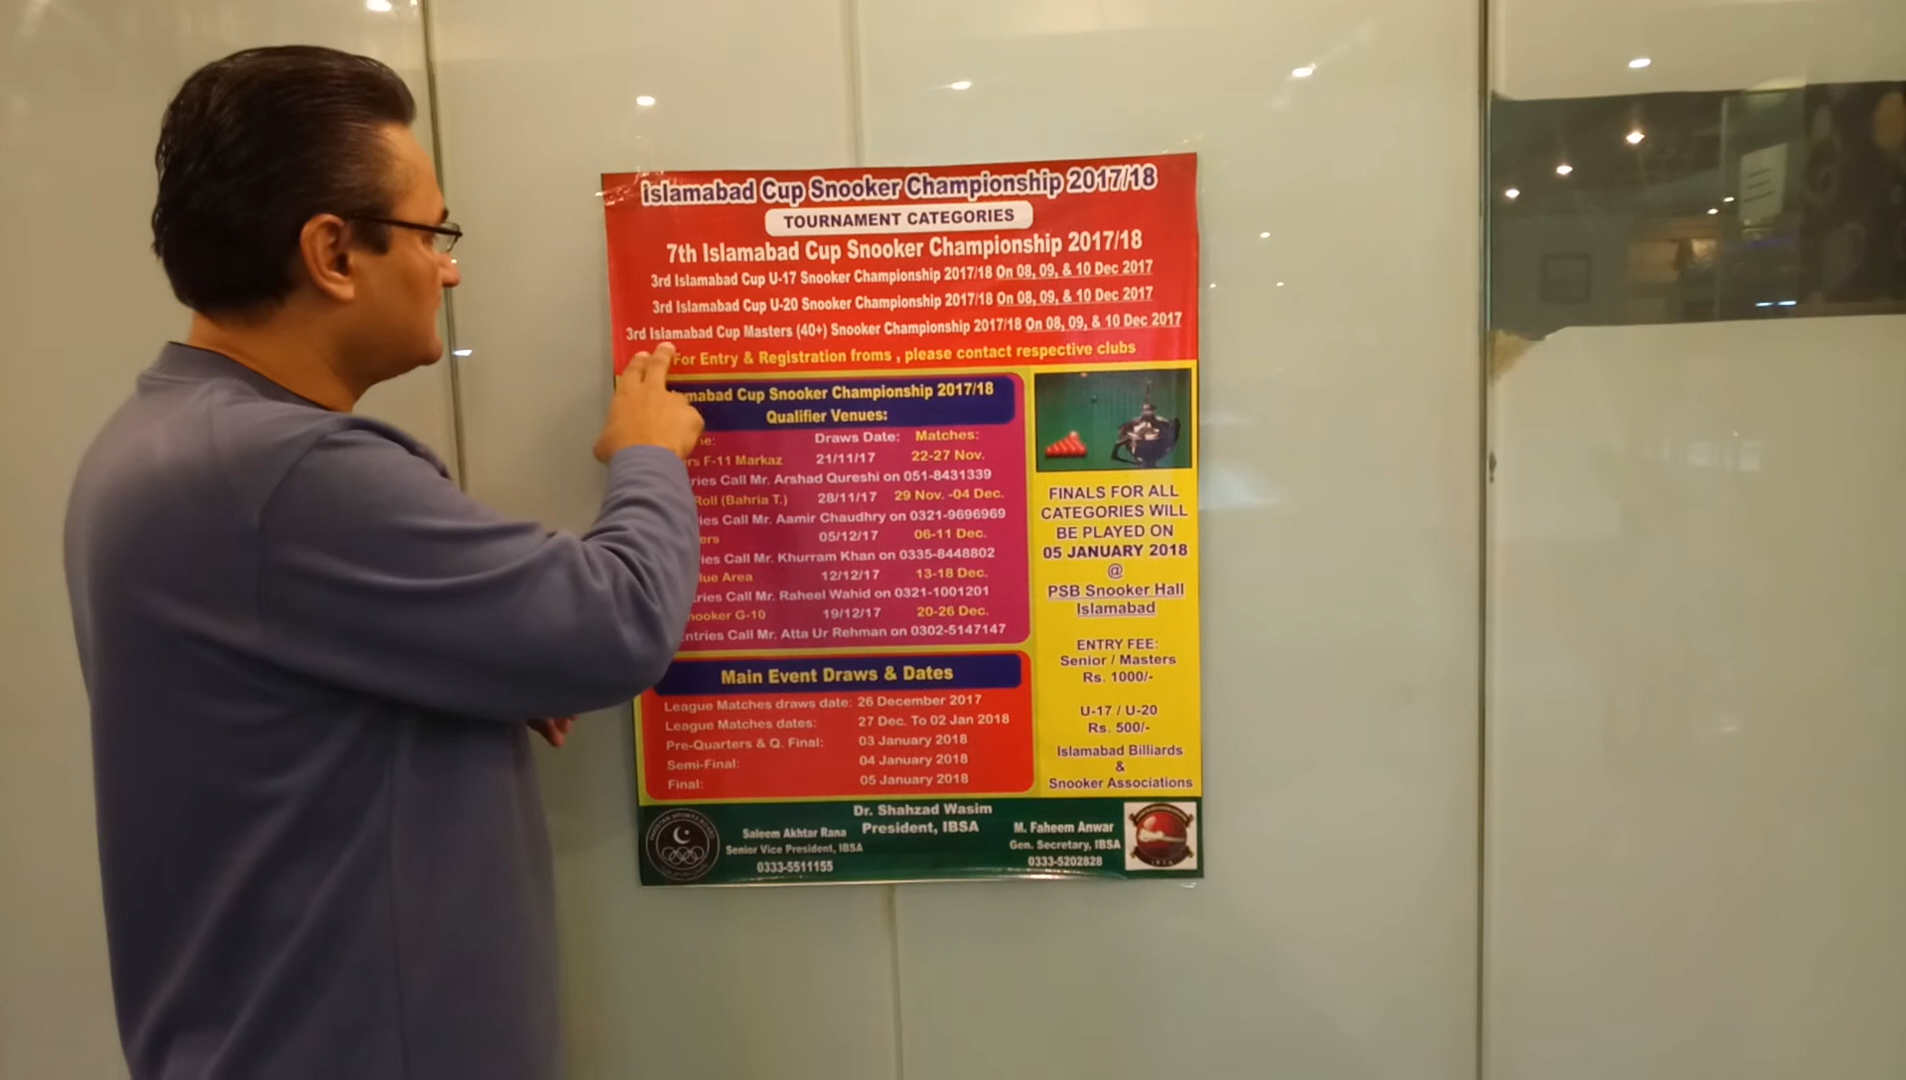 Islamabad Cup Snooker Championship 2017/18
TOURNAMENT CATEGORIES
7th Islamabad Cup Snooker Championship 2017/18
3rd Islamabad Cup U-17 Snooker Championship 2017/18 On 08, 09, & 10 Dec 2017
3rd Islamabad Cup U-20 Snooker Championship 2017/18 On 08, 09, & 10 Dec 2017
3rd Islamabad Cup Masters (40+) Snooker Championship 2017/18 On 08, 09, & 10 Dec 2017
For Entry & Registration froms , please contact respective clubs
Cup Snooker Championship 2017/18
Qualifier Venues:
Draws Date: Matches:
F-11 Markaz 21/11/17 22-27 Nov.
Call Mr. Arshad Qureshi on 051-8431339
Roll (Bahria T.) 28/11/17 29 Nov. -04 Dec.
Call Mr. Aamir Chaudhry on 0321-9696969
05/12/17 06-11 Dec.
Call Mr. Khurram Khan on 0335-8448802
Area 12/12/17 13-18 Dec.
Call Mr. Raheel Wahid on 0321-1001201
G-10 19/12/17 20-26 Dec.
Call Mr. Atta Ur Rehman on 0302-5147147
FINALS FOR ALL
CATEGORIES WILL
BE PLAYED ON
05 JANUARY 2018
@
PSB Snooker Hall
Islamabad
ENTRY FEE:
Senior / Masters
Rs. 1000/-
U-17 / U-20
Rs. 500/-
Islamabad Billiards
&
Snooker Associations
Main Event Draws & Dates
League Matches draws date: 26 December 2017
League Matches dates: 27 Dec. To 02 Jan 2018
Pre-Quarters & Q. Final: 03 January 2018
Semi-Final: 04 January 2018
Final: 05 January 2018
Dr. Shahzad Wasim
President, IBSA
Saleem Akhtar Rana
Senior Vice President, IBSA
0333-5511155
M. Faheem Anwar
Gen. Secretary, IBSA
0333-5202828